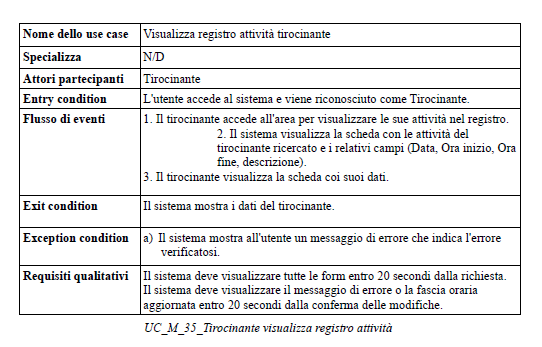 Nome dello use case Visualizza registro attività tirocinante
Specializza N/D
Attori partecipanti Tirocinante
Entry condition L'utente accede al sistema e viene riconosciuto come Tirocinante.
Flusso di eventi 1. Il tirocinante accede all'area per visualizzare le sue attività nel registro.
2. Il sistema visualizza la scheda con le attività del
tirocinante ricercato e i relativi campi (Data, Ora inizio, Ora
fine, descrizione).
3. Il tirocinante visualizza la scheda coi suoi dati.
Exit condition Il sistema mostra i dati del tirocinante.
Exception condition a) Il sistema mostra all'utente un messaggio di errore che indica l'errore
verificatosi.
Requisiti qualitativi Il sistema deve visualizzare tutte le form entro 20 secondi dalla richiesta.
Il sistema deve visualizzare il messaggio di errore o la fascia oraria
aggiornata entro 20 secondi dalla conferma delle modifiche.
UC_M_35_Tirocinante visualizza registro attività